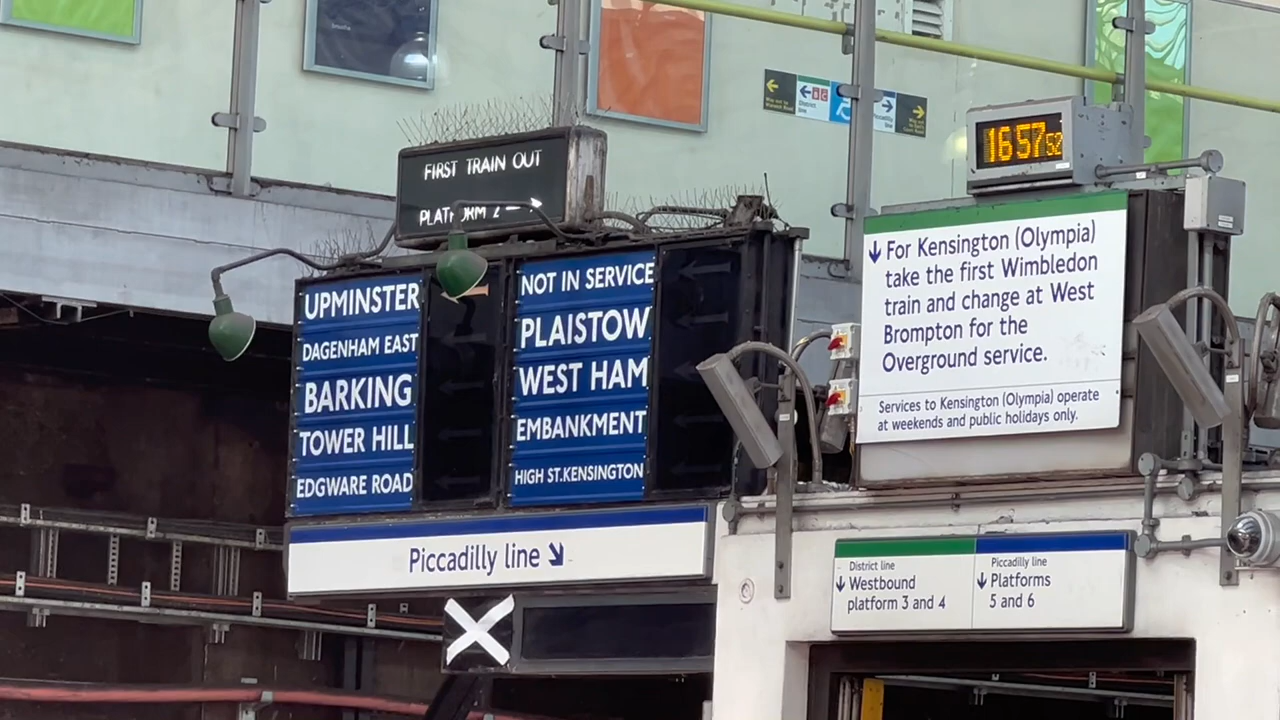 District line
Piccadilly line
FIRST TRAIN OUT
PLATFORM 2
16 57 52
UPMINSTER
DAGENHAM EAST
BARKING
TOWER HILL
EDGWARE ROAD
NOT IN SERVICE
PLAISTOW
WEST HAM
EMBANKMENT
HIGH ST.KENSINGTON
For Kensington (Olympia)
take the first Wimbledon
train and change at West
Brompton for the
Overground service.
Services to Kensington (Olympia) operate
at weekends and public holidays only.
Piccadilly line
District line
Westbound
platform 3 and 4
Piccadilly line
Platforms
5 and 6